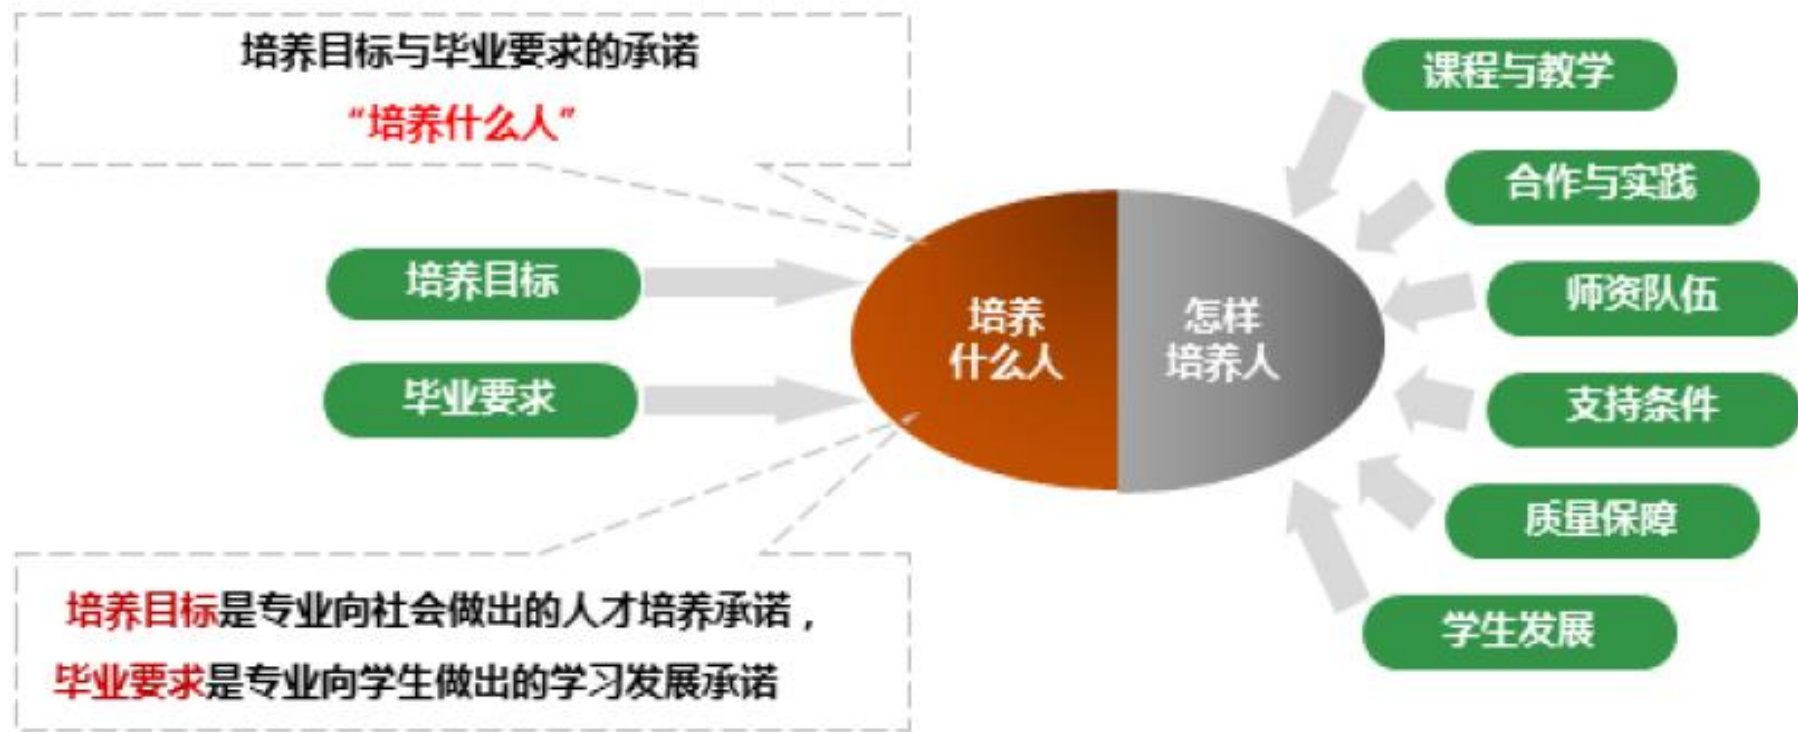 培养目标与毕业要求的承诺
“培养什么人”
培养目标
毕业要求
培养
什么人
怎样
培养人
课程与教学
合作与实践
师资队伍
支持条件
质量保障
学生发展
培养目标是专业向社会做出的人才培养承诺，
毕业要求是专业向学生做出的学习发展承诺